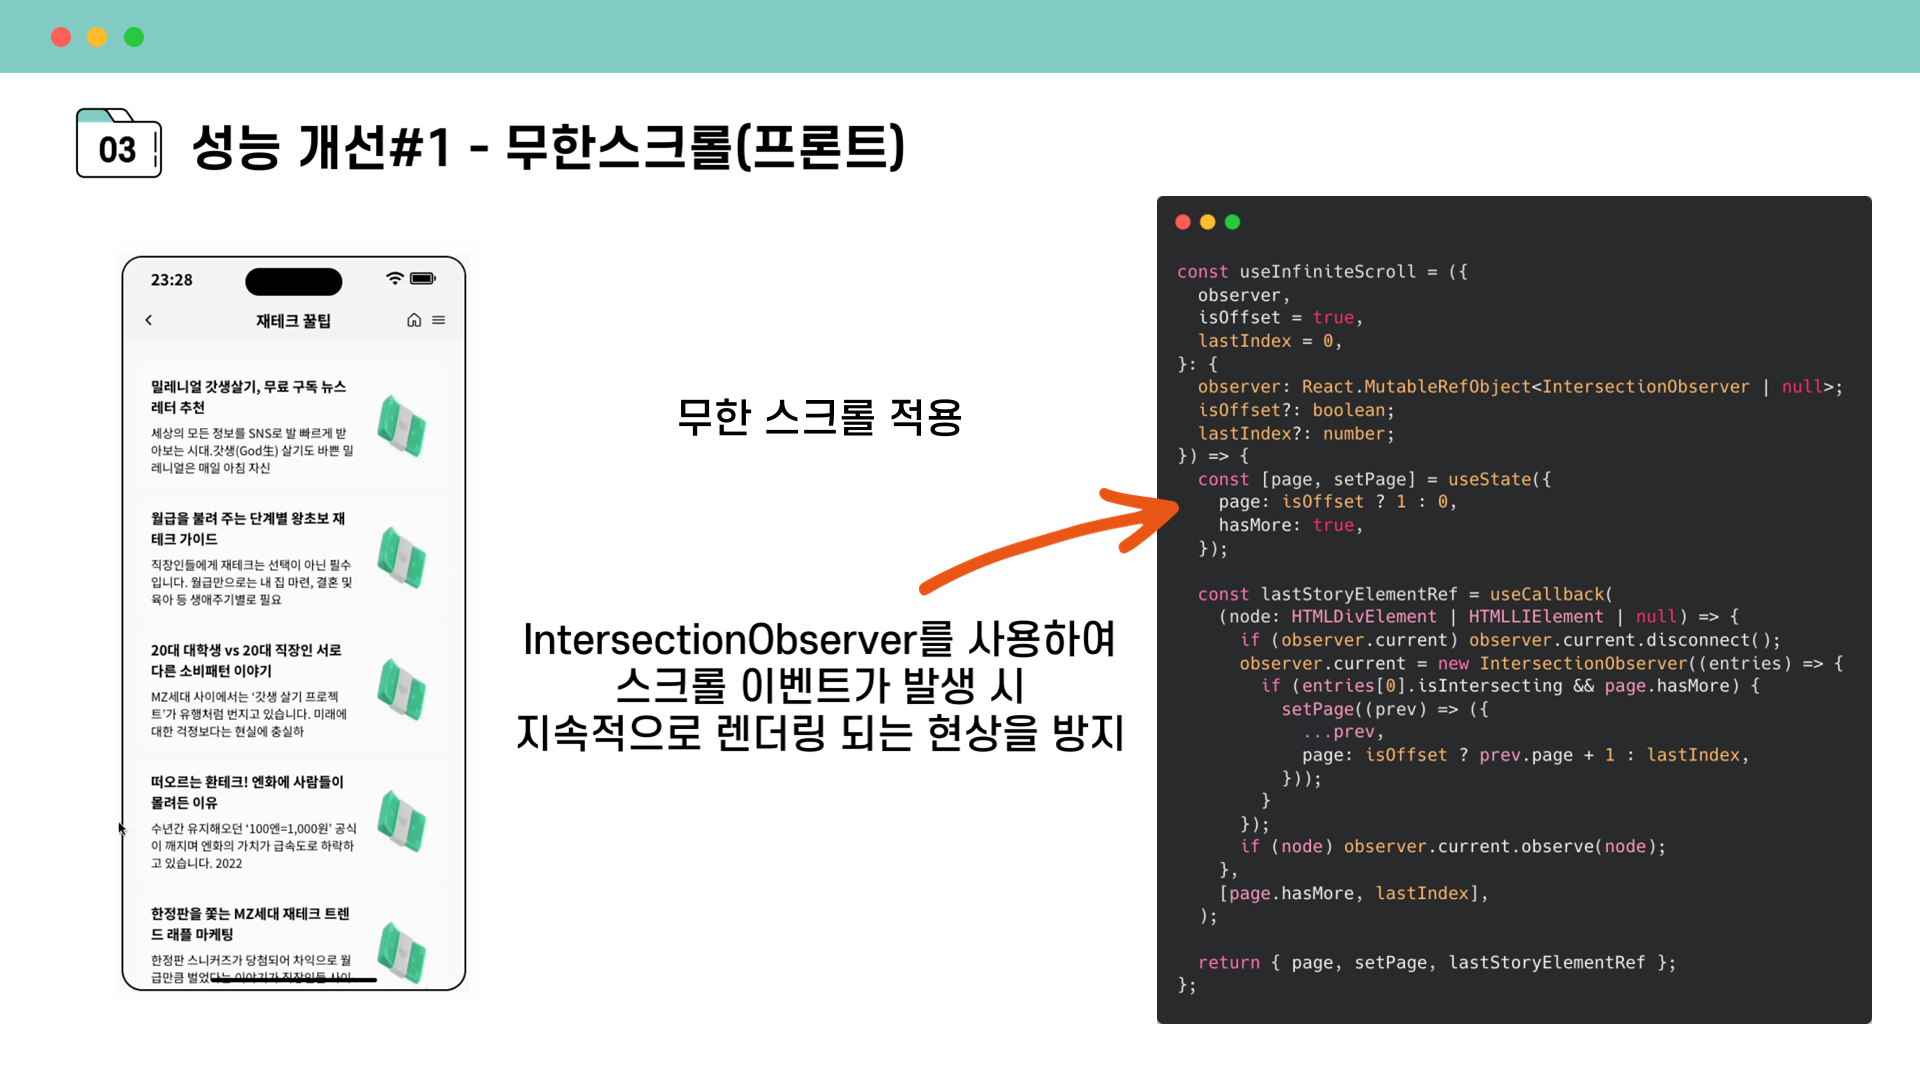 03 성능 개선#1 - 무한스크롤(프론트)
23:28
재테크 꿀팁
밀레니얼 갓생살기, 무료 구독 뉴스
레터 추천
세상의 모든 정보를 SNS로 발 빠르게 받
아보는 시대.갓생(God生) 살기도 바쁜 밀
레니얼은 매일 아침 자신
월급을 불려 주는 단계별 왕초보 재
테크 가이드
직장인들에게 재테크는 선택이 아닌 필수
입니다. 월급만으로는 내 집 마련, 결혼 및
육아 등 생애주기별로 필요
20대 대학생 vs 20대 직장인 서로
다른 소비패턴 이야기
MZ세대 사이에서는 ‘갓생 살기 프로젝
트’가 유행처럼 번지고 있습니다. 미래에
대한 걱정보다는 현실에 충실하
떠오르는 환테크! 엔화에 사람들이
몰려든 이유
수년간 유지해오던 ‘100엔=1,000원’ 공식
이 깨지며 엔화의 가치가 급속도로 하락하
고 있습니다. 2022
한정판을 쫓는 MZ세대 재테크 트렌
드 래플 마케팅
한정판 스니커즈가 당첨되어 차익으로 월
급만큼 벌었다는 이야기가 직장인들 사이
무한 스크롤 적용
IntersectionObserver를 사용하여
스크롤 이벤트가 발생 시
지속적으로 렌더링 되는 현상을 방지
const useInfiniteScroll = ({
  observer,
  isOffset = true,
  lastIndex = 0,
}: {
  observer: React.MutableRefObject<IntersectionObserver | null>;
  isOffset?: boolean;
  lastIndex?: number;
}) => {
  const [page, setPage] = useState({
    page: isOffset ? 1 : 0,
    hasMore: true,
  });
  const lastStoryElementRef = useCallback(
    (node: HTMLDivElement | HTMLLIElement | null) => {
      if (observer.current) observer.current.disconnect();
      observer.current = new IntersectionObserver((entries) => {
        if (entries[0].isIntersecting && page.hasMore) {
          setPage((prev) => ({
            ...prev,
            page: isOffset ? prev.page + 1 : lastIndex,
          }));
        }
      });
      if (node) observer.current.observe(node);
    },
    [page.hasMore, lastIndex],
  );
  return { page, setPage, lastStoryElementRef };
};